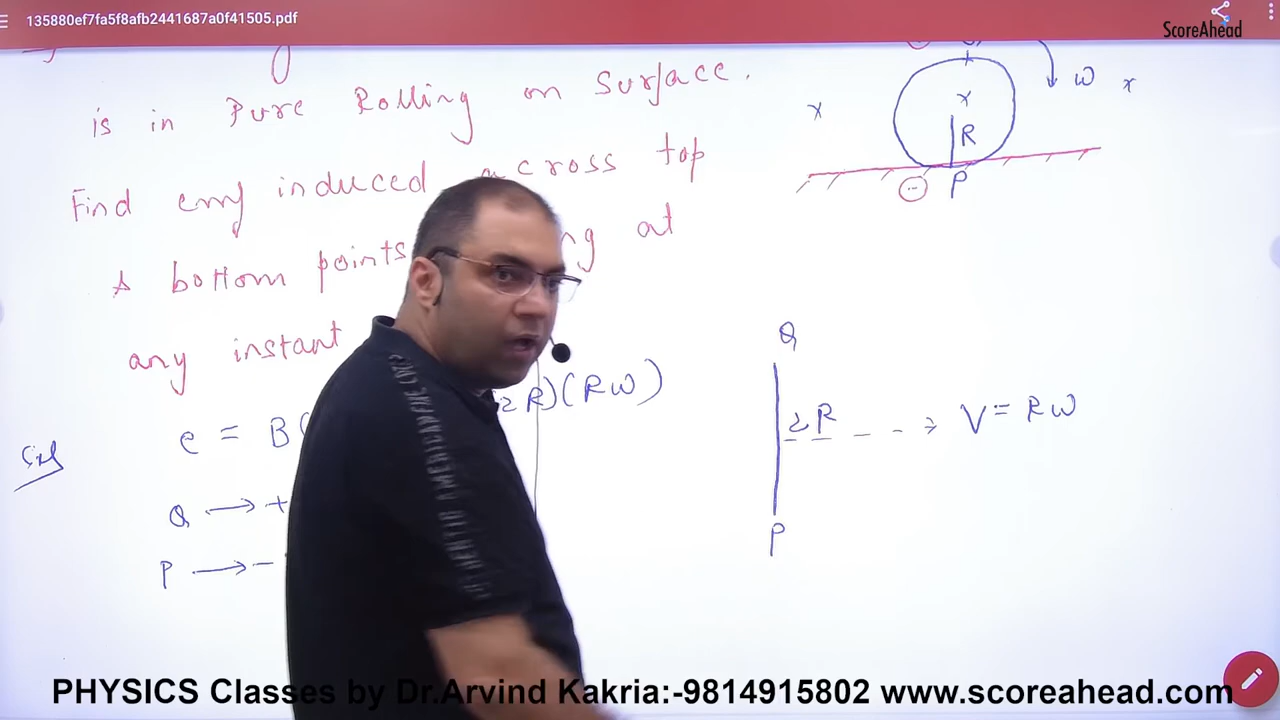 135880ef7fa5f8afb2441687a0f41505.pdf
ScoreAhead
is in Pure Rolling on Surface.
Find emf induced across top
& bottom points at
any instant
Sol
e = B( 2R)(Rω)
Q → +
P → -
x
x
ω
x
R
-
P
Q
2R
V = Rω
P
PHYSICS Classes by Dr.Arvind Kakria:-9814915802 www.scoreahead.com